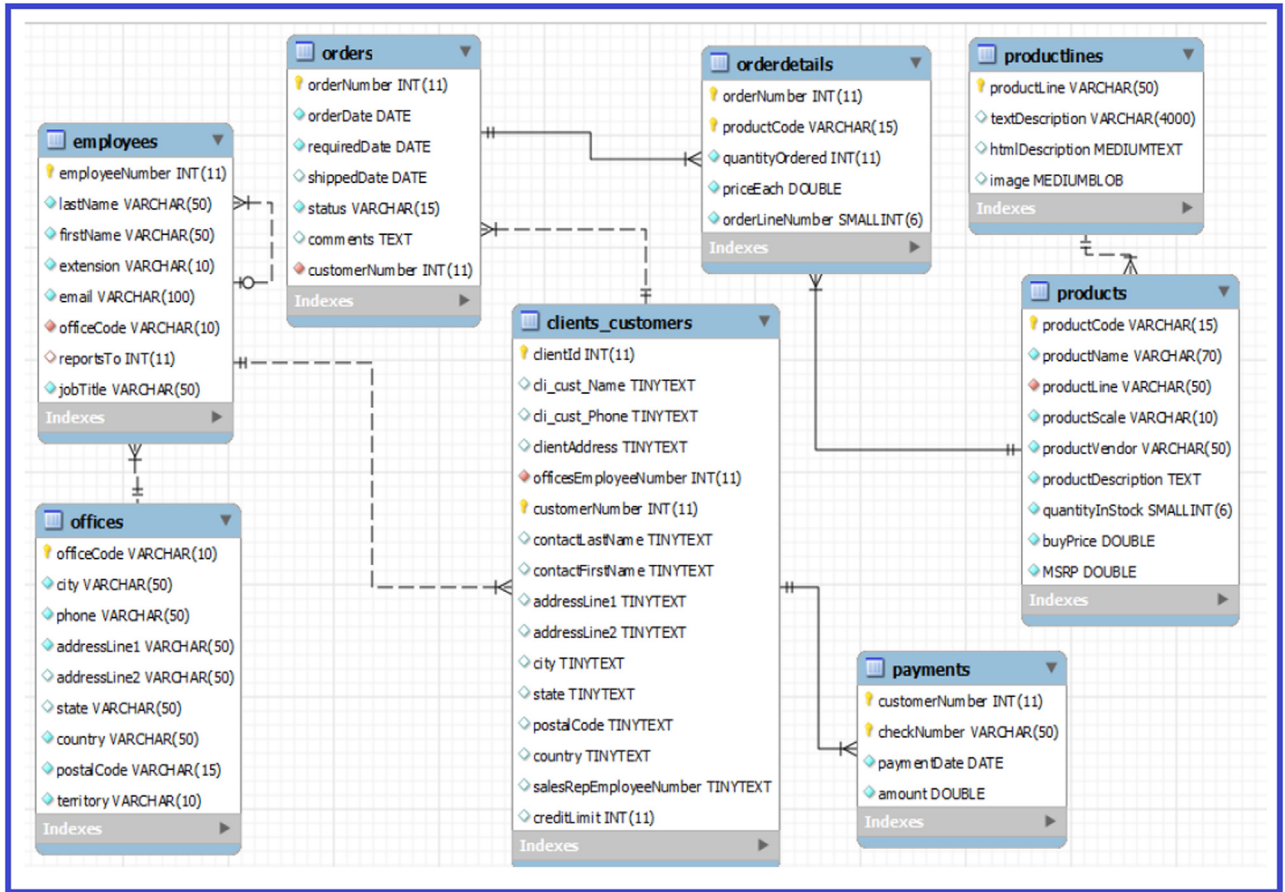 orders
orderNumber INT(11)
orderDate DATE
requiredDate DATE
shippedDate DATE
status VARCHAR(15)
comments TEXT
customerNumber INT(11)
Indexes
orderdetails
orderNumber INT(11)
productCode VARCHAR(15)
quantityOrdered INT(11)
priceEach DOUBLE
orderLineNumber SMALLINT(6)
Indexes
productlines
productLine VARCHAR(50)
textDescription VARCHAR(4000)
htmlDescription MEDIUMTEXT
image MEDIUMBLOB
Indexes
employees
employeeNumber INT(11)
lastName VARCHAR(50)
firstName VARCHAR(50)
extension VARCHAR(10)
email VARCHAR(100)
officeCode VARCHAR(10)
reportsTo INT(11)
jobTitle VARCHAR(50)
Indexes
clients_customers
clientId INT(11)
cli_cust_Name TINYTEXT
cli_cust_Phone TINYTEXT
clientAddress TINYTEXT
officesEmployeeNumber INT(11)
customerNumber INT(11)
contactLastName TINYTEXT
contactFirstName TINYTEXT
addressLine1 TINYTEXT
addressLine2 TINYTEXT
city TINYTEXT
state TINYTEXT
postalCode TINYTEXT
country TINYTEXT
salesRepEmployeeNumber TINYTEXT
creditLimit INT(11)
Indexes
products
productCode VARCHAR(15)
productName VARCHAR(70)
productLine VARCHAR(50)
productScale VARCHAR(10)
productVendor VARCHAR(50)
productDescription TEXT
quantityInStock SMALLINT(6)
buyPrice DOUBLE
MSRP DOUBLE
Indexes
offices
officeCode VARCHAR(10)
city VARCHAR(50)
phone VARCHAR(50)
addressLine1 VARCHAR(50)
addressLine2 VARCHAR(50)
state VARCHAR(50)
country VARCHAR(50)
postalCode VARCHAR(15)
territory VARCHAR(10)
Indexes
payments
customerNumber INT(11)
checkNumber VARCHAR(50)
paymentDate DATE
amount DOUBLE
Indexes